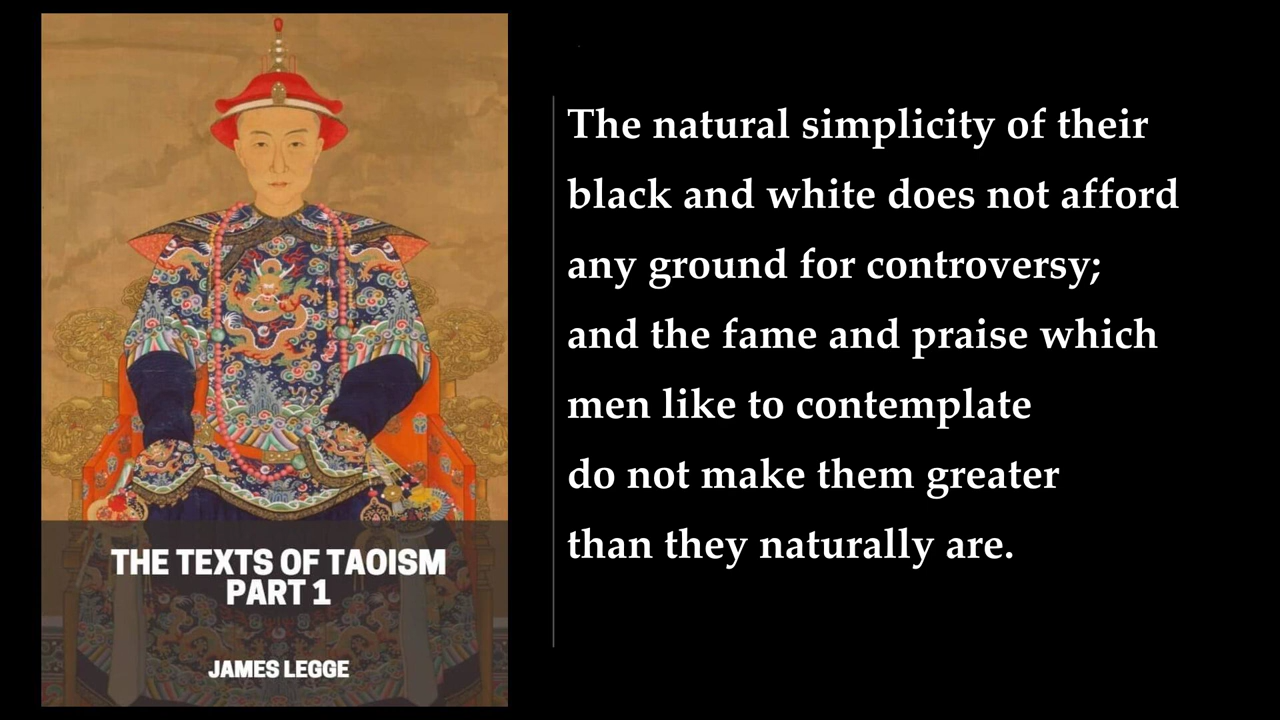 THE TEXTS OF TAOISM
PART 1
JAMES LEGGE
The natural simplicity of their
black and white does not afford
any ground for controversy;
and the fame and praise which
men like to contemplate
do not make them greater
than they naturally are.